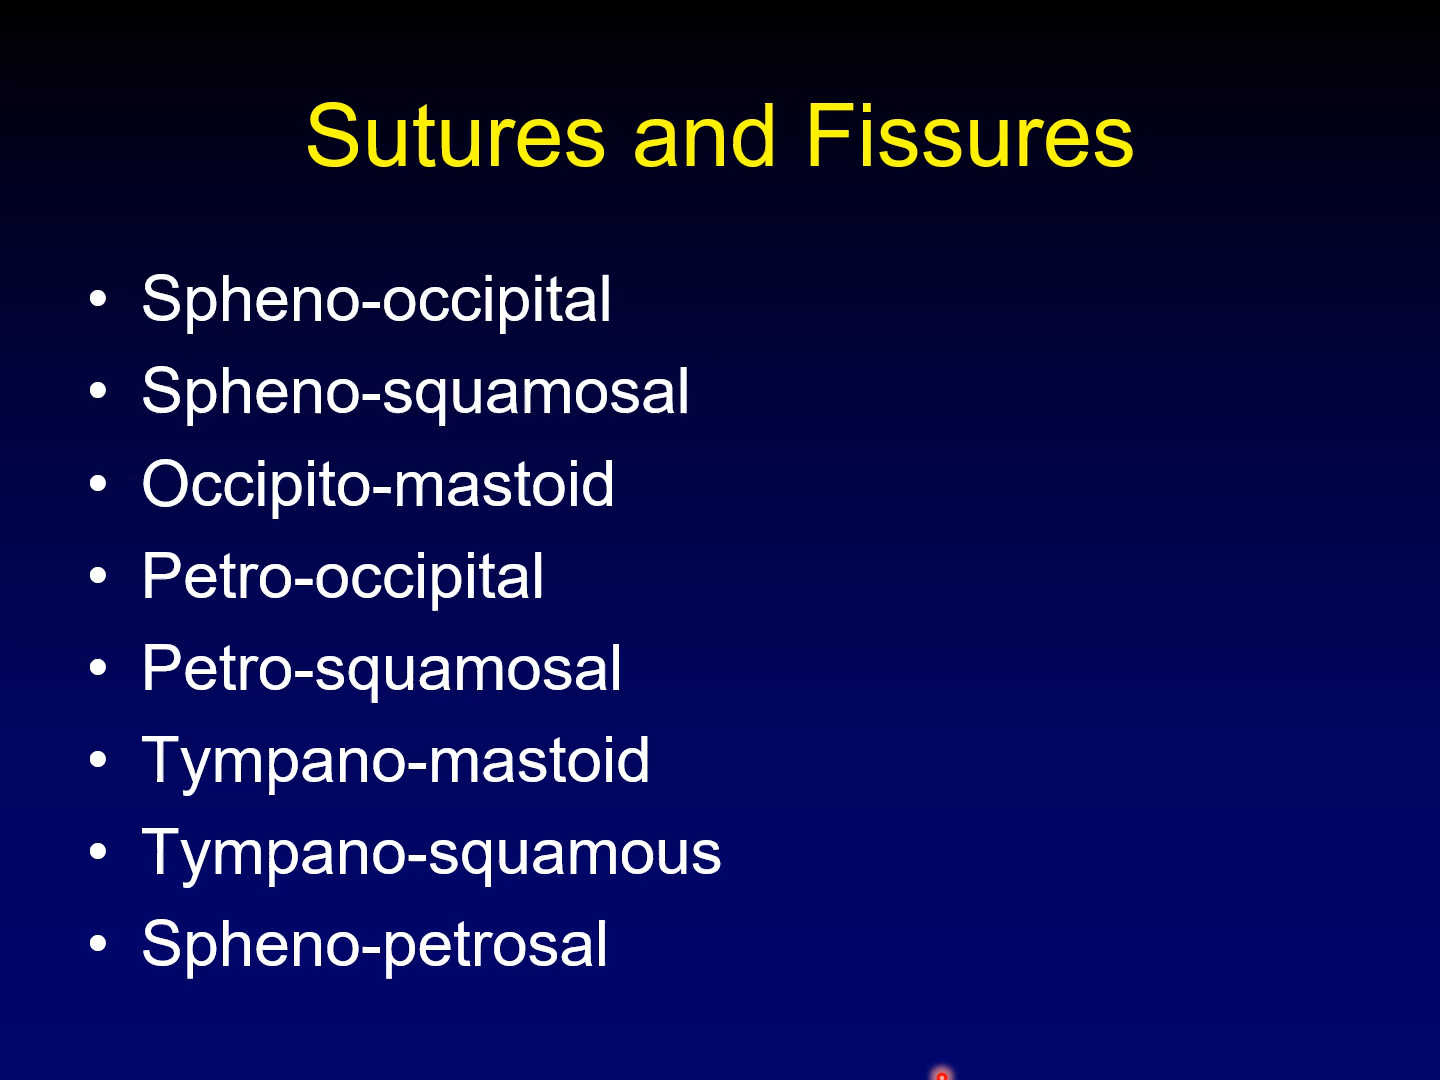 Sutures and Fissures
• Spheno-occipital
• Spheno-squamosal
• Occipito-mastoid
• Petro-occipital
• Petro-squamosal
• Tympano-mastoid
• Tympano-squamous
• Spheno-petrosal